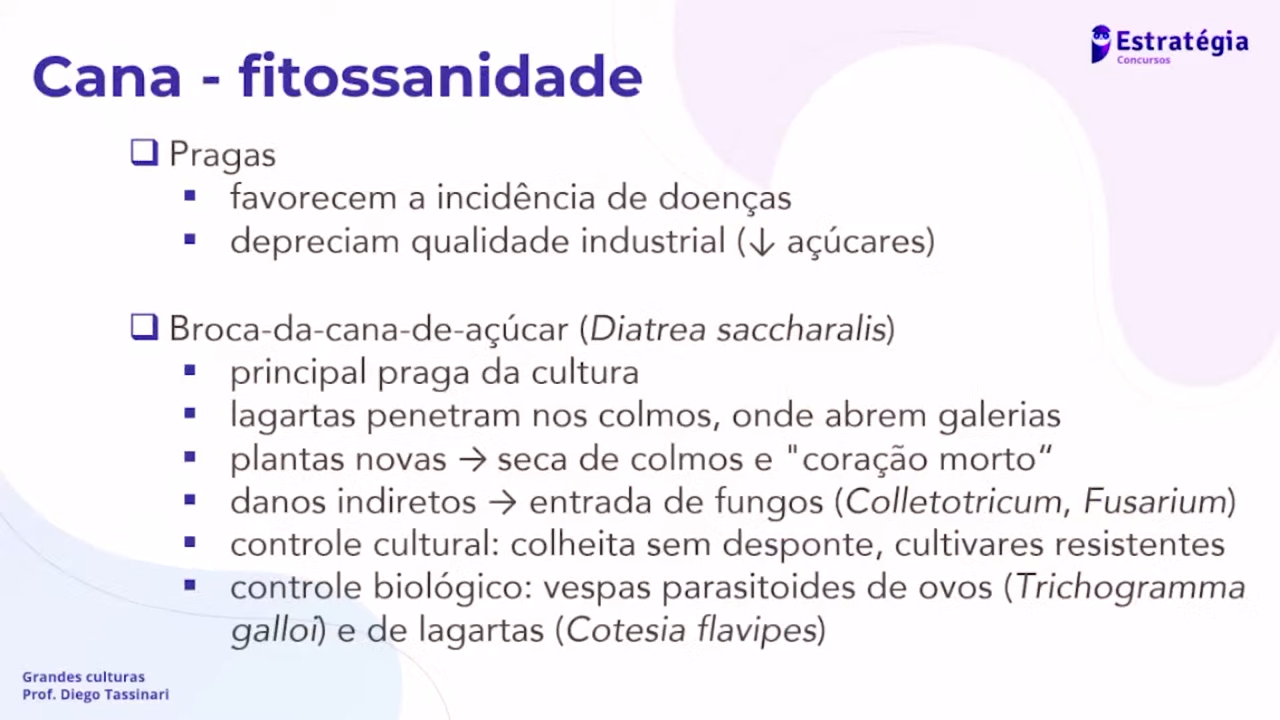 Estratégia
Concursos
Cana - fitossanidade
❑ Pragas
▪ favorecem a incidência de doenças
▪ depreciam qualidade industrial (↓ açúcares)
❑ Broca-da-cana-de-açúcar (Diatrea saccharalis)
▪ principal praga da cultura
▪ lagartas penetram nos colmos, onde abrem galerias
▪ plantas novas → seca de colmos e "coração morto“
▪ danos indiretos → entrada de fungos (Colletotricum, Fusarium)
▪ controle cultural: colheita sem desponte, cultivares resistentes
▪ controle biológico: vespas parasitoides de ovos (Trichogramma
galloi) e de lagartas (Cotesia flavipes)
Grandes culturas
Prof. Diego Tassinari